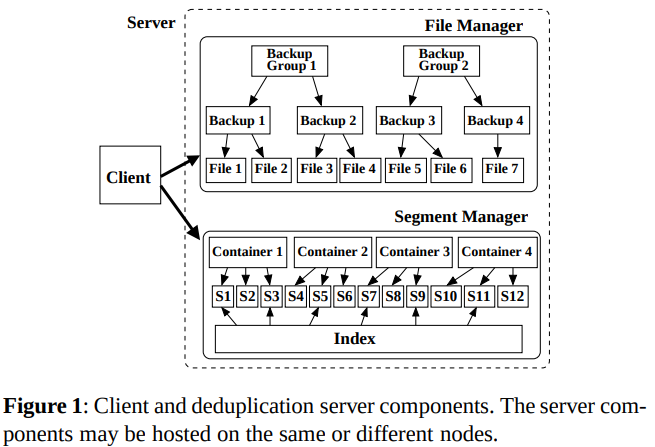 Server
File Manager
Backup
Group 1
Backup
Group 2
Backup 1
Backup 2
Backup 3
Backup 4
File 1
File 2
File 3
File 4
File 5
File 6
File 7
Client
Segment Manager
Container 1
Container 2
Container 3
Container 4
S1
S2
S3
S4
S5
S6
S7
S8
S9
S10
S11
S12
Index
Figure 1: Client and deduplication server components. The server com-
ponents may be hosted on the same or different nodes.